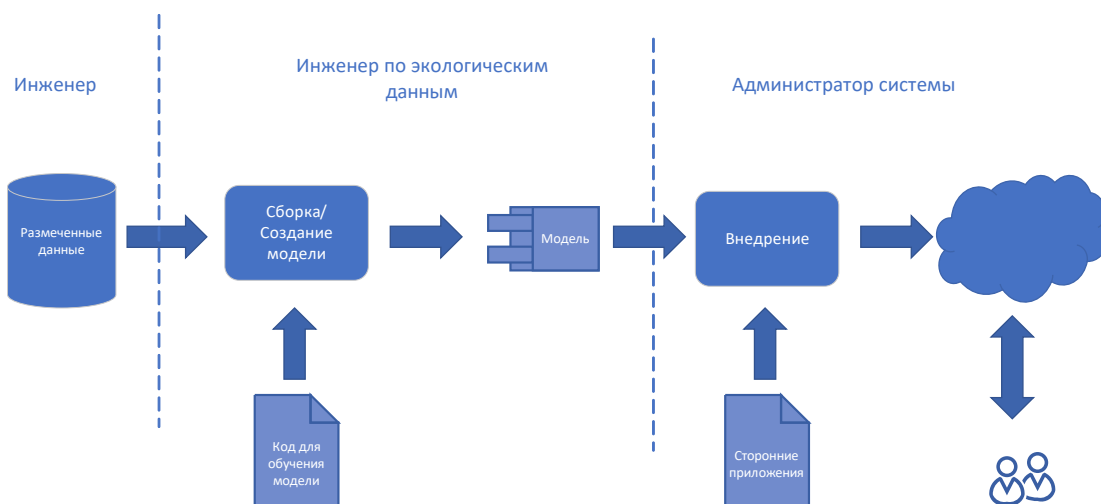 Инженер
Инженер по экологическим
данным
Администратор системы
Размеченные
данные
Сборка/
Создание
модели
Модель
Внедрение
Код для
обучения
модели
Сторонние
приложения